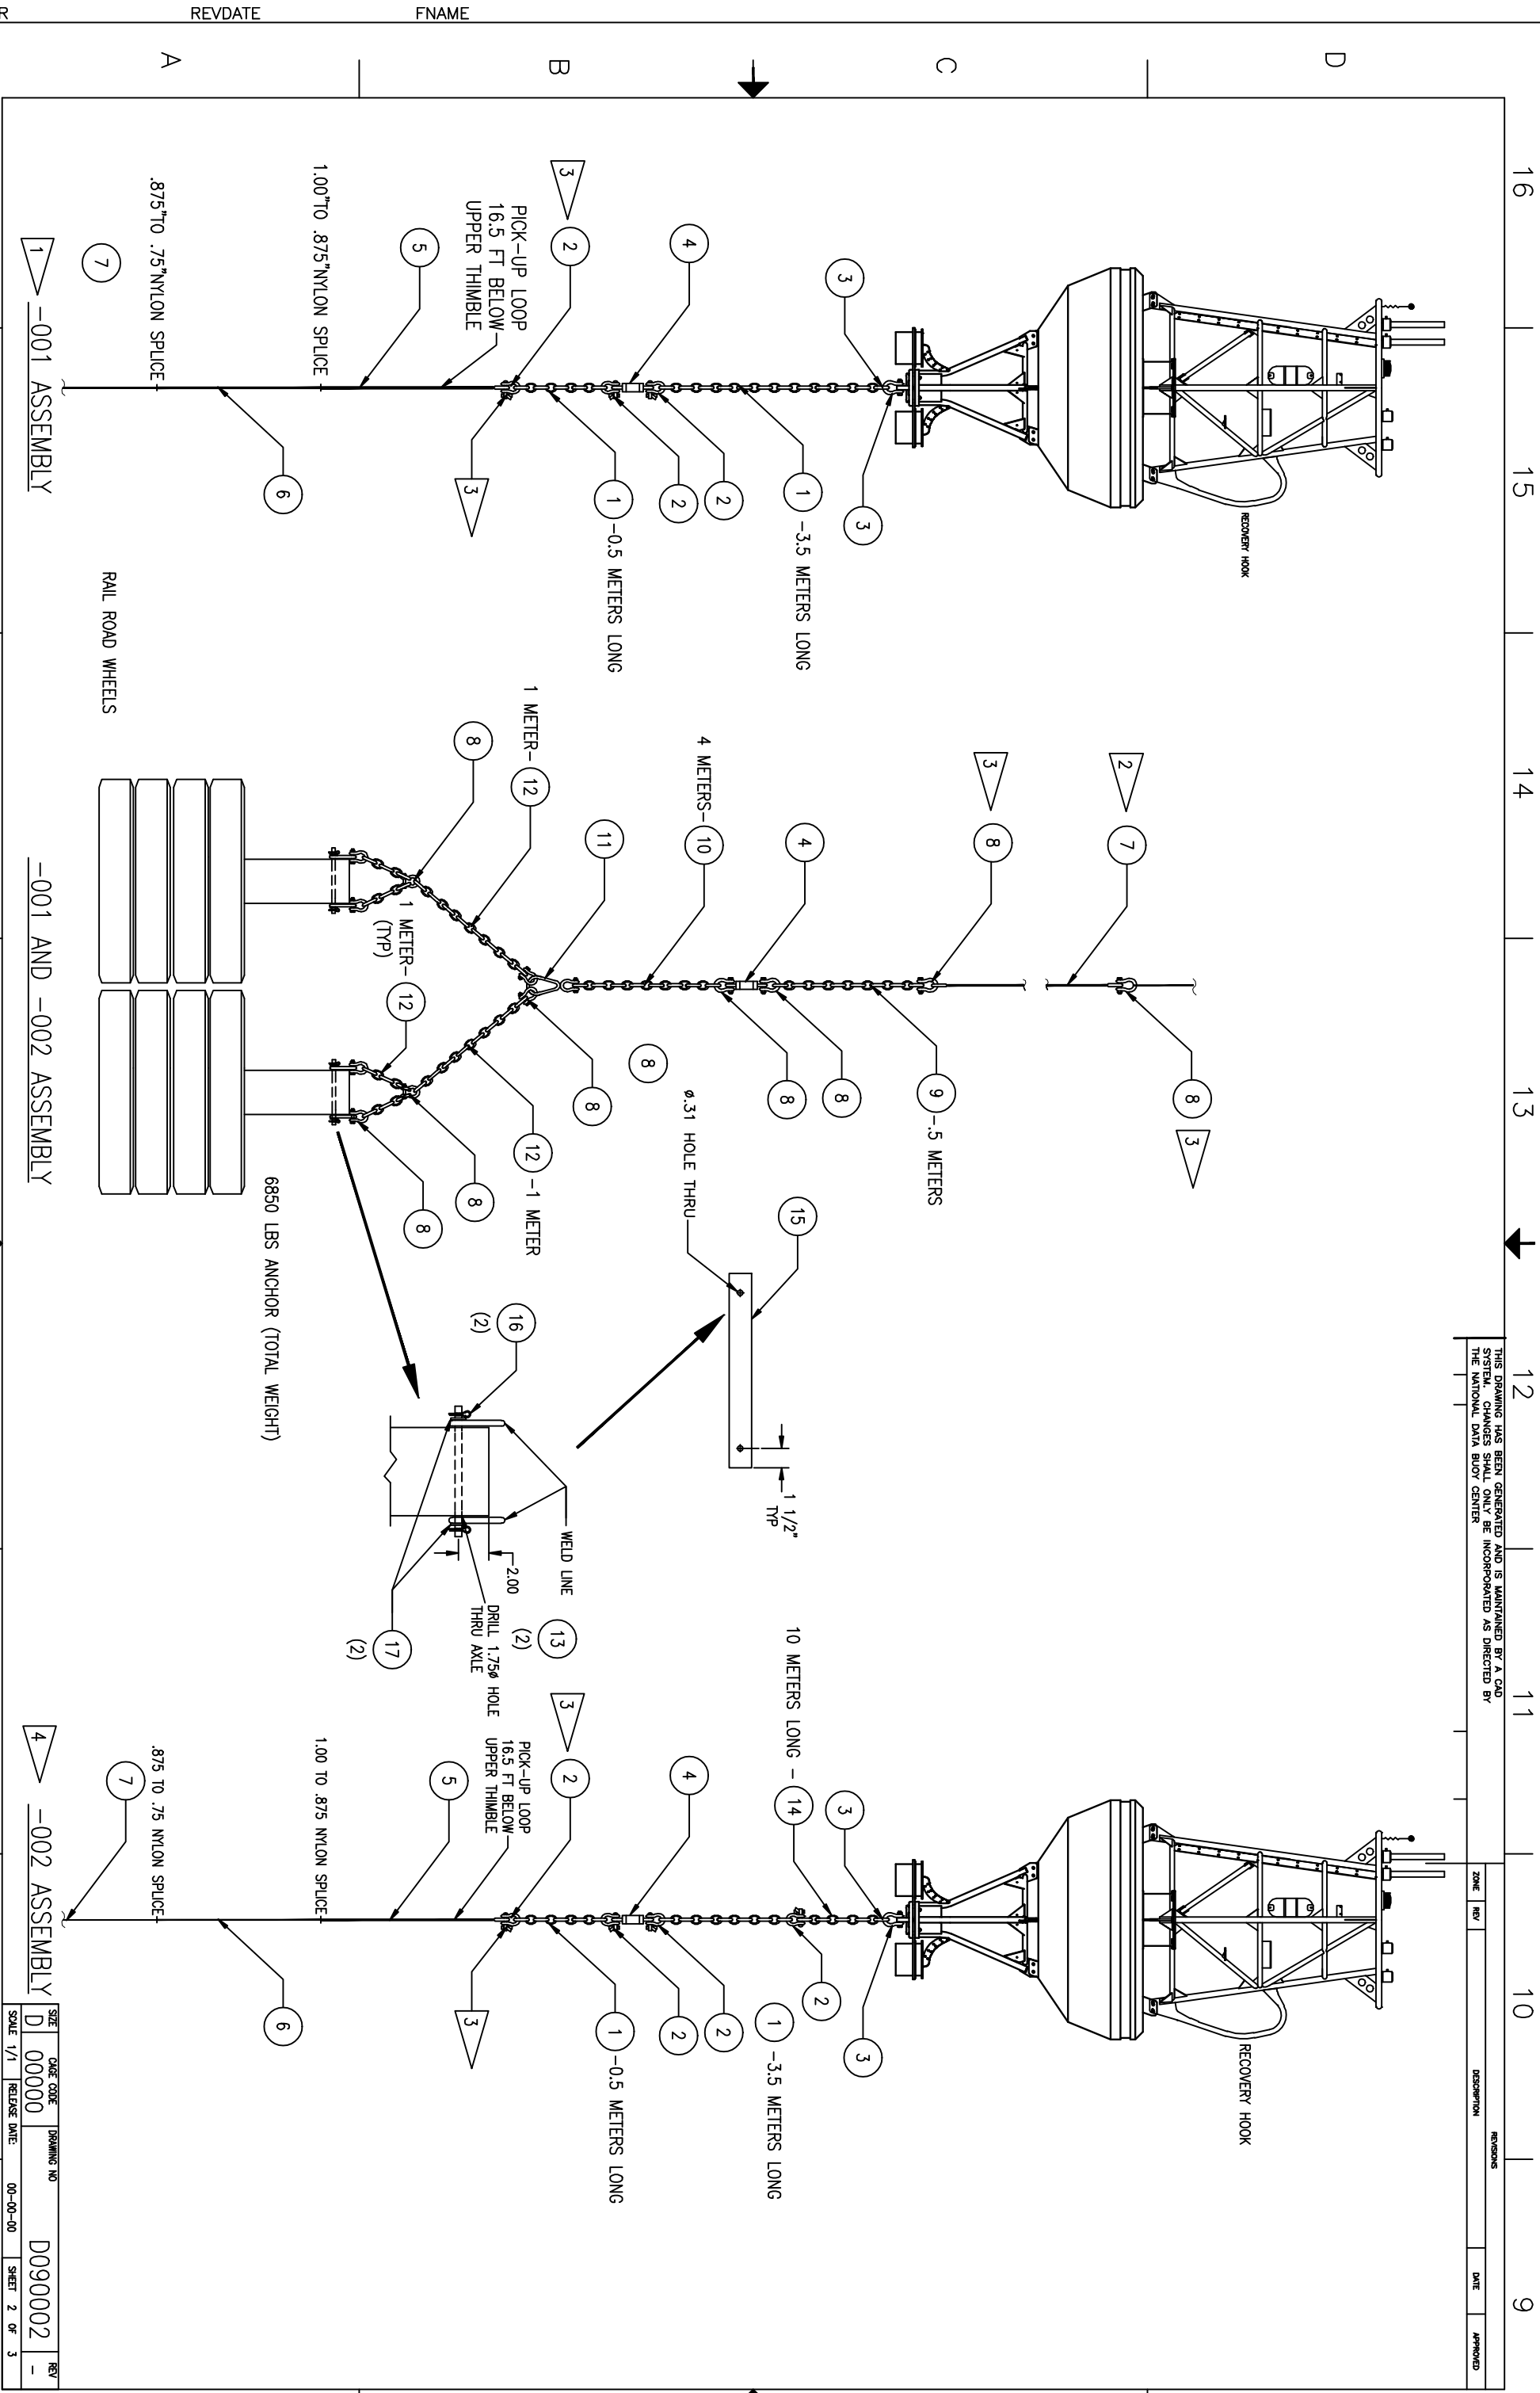 R
REVDATE
FNAME
16
15
14
13
12
11
10
9
D
C
B
A
THIS DRAWING HAS BEEN GENERATED AND IS MAINTAINED BY A CAD
SYSTEM. CHANGES SHALL ONLY BE INCORPORATED AS DIRECTED BY
THE NATIONAL DATA BUOY CENTER
REVISIONS
ZONE
REV
DESCRIPTION
DATE
APPROVED
RECOVERY HOOK
3
3
1 -3.5 METERS LONG
4
2
2
1 -0.5 METERS LONG
3
2
3
PICK-UP LOOP
16.5 FT BELOW
UPPER THIMBLE
5
1.00"TO .875"NYLON SPLICE
6
.875"TO .75"NYLON SPLICE
7
1
-001 ASSEMBLY
2
7
8
3
3
8
9 -.5 METERS
4
8
8
4 METERS- 10
8
11
8
1 METER- 12
12 -1 METER
8
8
1 METER-
(TYP)
12
8
RAIL ROAD WHEELS
6850 LBS ANCHOR (TOTAL WEIGHT)
-001 AND -002 ASSEMBLY
15
ø.31 HOLE THRU
1 1/2"
TYP
16
(2)
WELD LINE
13
(2)
2.00
DRILL 1.75ø HOLE
THRU AXLE
17
(2)
RECOVERY HOOK
3
3
10 METERS LONG - 14
2
1 -3.5 METERS LONG
4
2
2
1 -0.5 METERS LONG
3
2
3
PICK-UP LOOP
16.5 FT BELOW
UPPER THIMBLE
5
1.00 TO .875 NYLON SPLICE
6
.875 TO .75 NYLON SPLICE
7
4
-002 ASSEMBLY
SIZE
D
CAGE CODE
00000
DRAWING NO
D090002
REV
-
SCALE 1/1
RELEASE DATE: 00-00-00
SHEET 2 OF 3